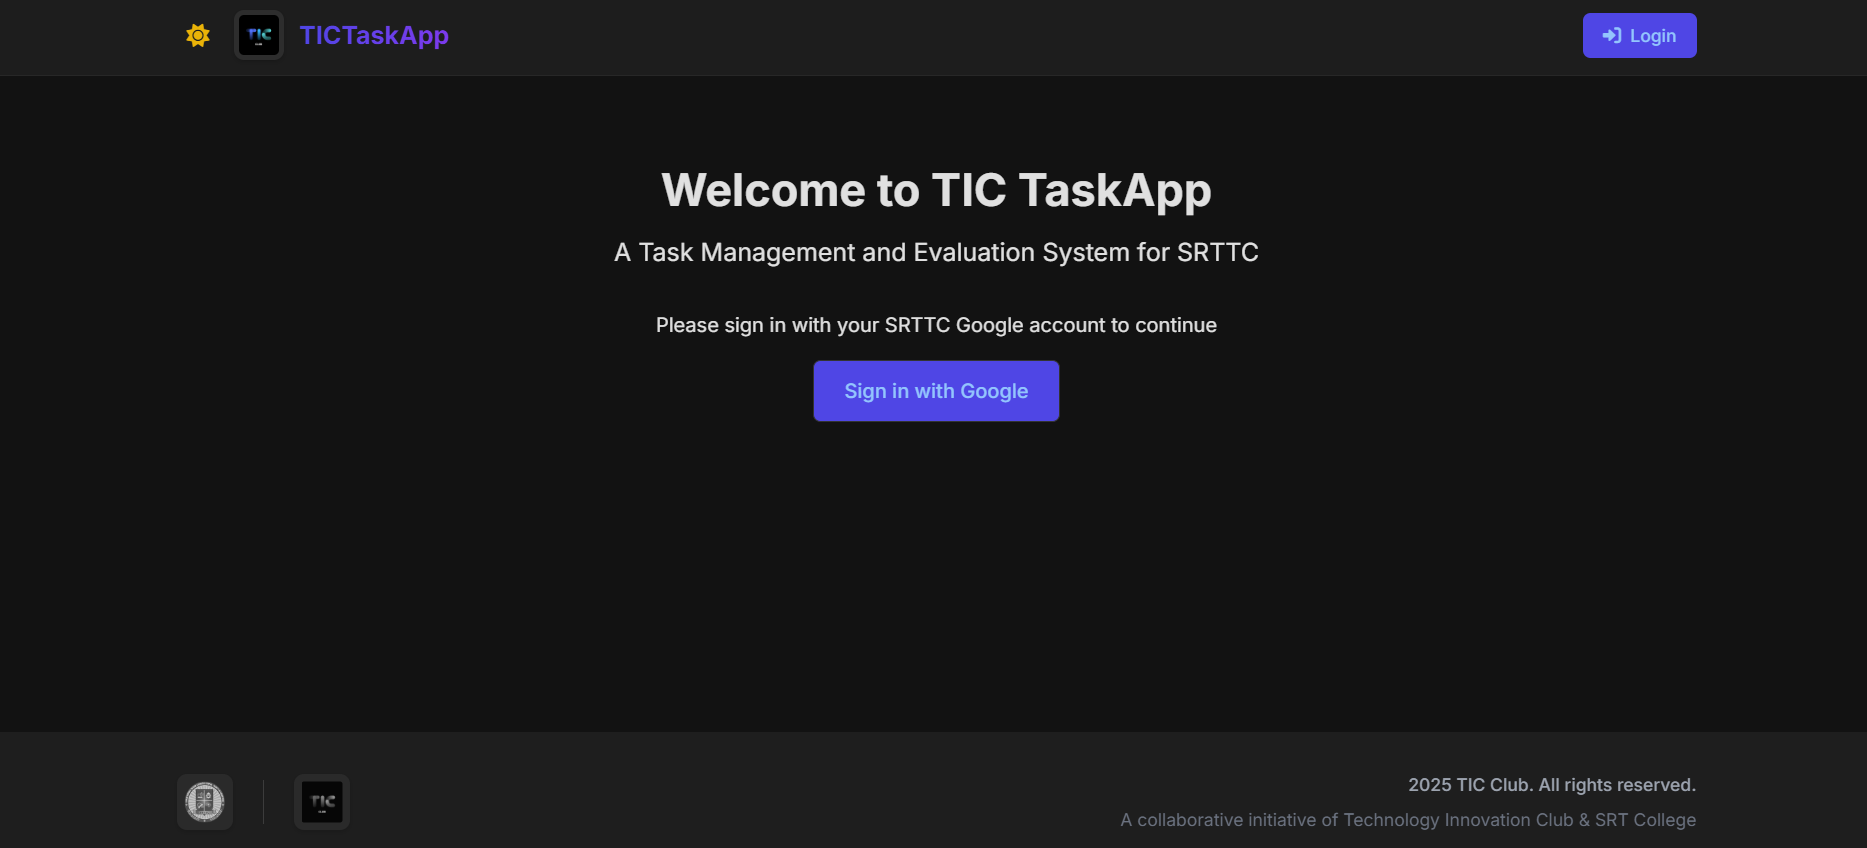 TIC
TICTaskApp
Login
Welcome to TIC TaskApp
A Task Management and Evaluation System for SRTTC
Please sign in with your SRTTC Google account to continue
Sign in with Google
TIC
2025 TIC Club. All rights reserved.
A collaborative initiative of Technology Innovation Club & SRT College